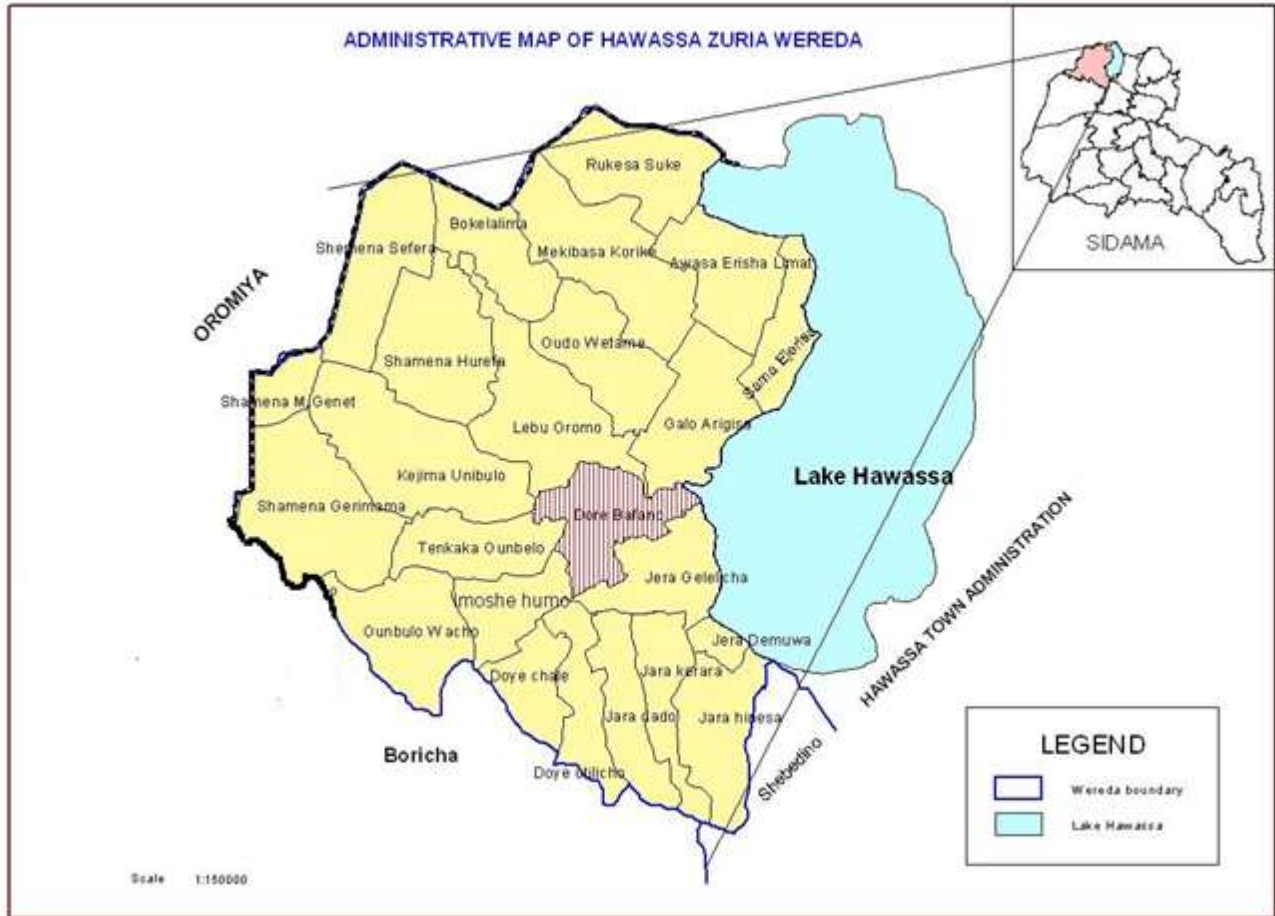 ADMINISTRATIVE MAP OF HAWASSA ZURIA WEREDA
SIDAMA
Rukesa Suke
Bokelalima
Shemena Sefera
Mekibasa Korike
Awasa Erisha Limat
OROMIYA
Oudo Wetame
Shamena Hurefa
Sama Ejersa
Shamena M.Genet
Lebu Oromo
Galo Arigisa
Kejima Unibulo
Lake Hawassa
Shamena Gerimama
Dore Bafano
Tenkaka Ounbelo
Jera Gelelicha
Imoshe humo
HAWASSA TOWN ADMINISTRATION
Ounbulo Wacho
Jera Demuwa
Doye chale
Jara kerara
Jara dado
Jara hinesa
Boricha
Doye otilicho
Shebedino
LEGEND
Wereda boundary
Lake Hawassa
Scale 1:150000